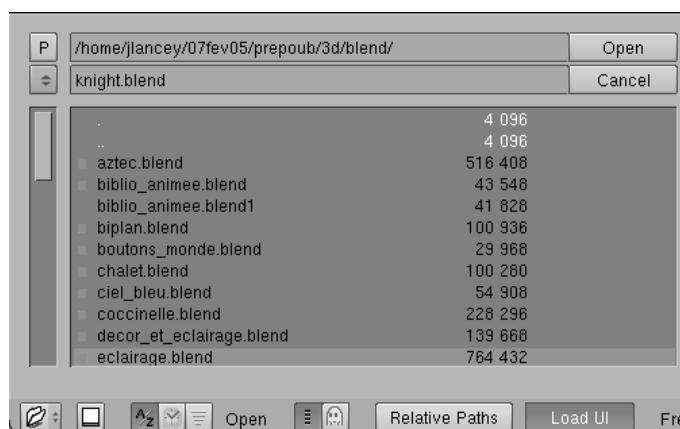 P /home/jlancey/07fev05/prepoub/3d/blend/ Open
knight.blend Cancel
. 4 096
.. 4 096
aztec.blend 516 408
biblio_animee.blend 43 548
biblio_animee.blend1 41 828
biplan.blend 100 936
boutons_monde.blend 29 968
chalet.blend 100 280
ciel_bleu.blend 54 908
coccinelle.blend 228 296
decor_et_eclairage.blend 139 668
eclairage.blend 764 432
A/Z Open Relative Paths Load UI Fre